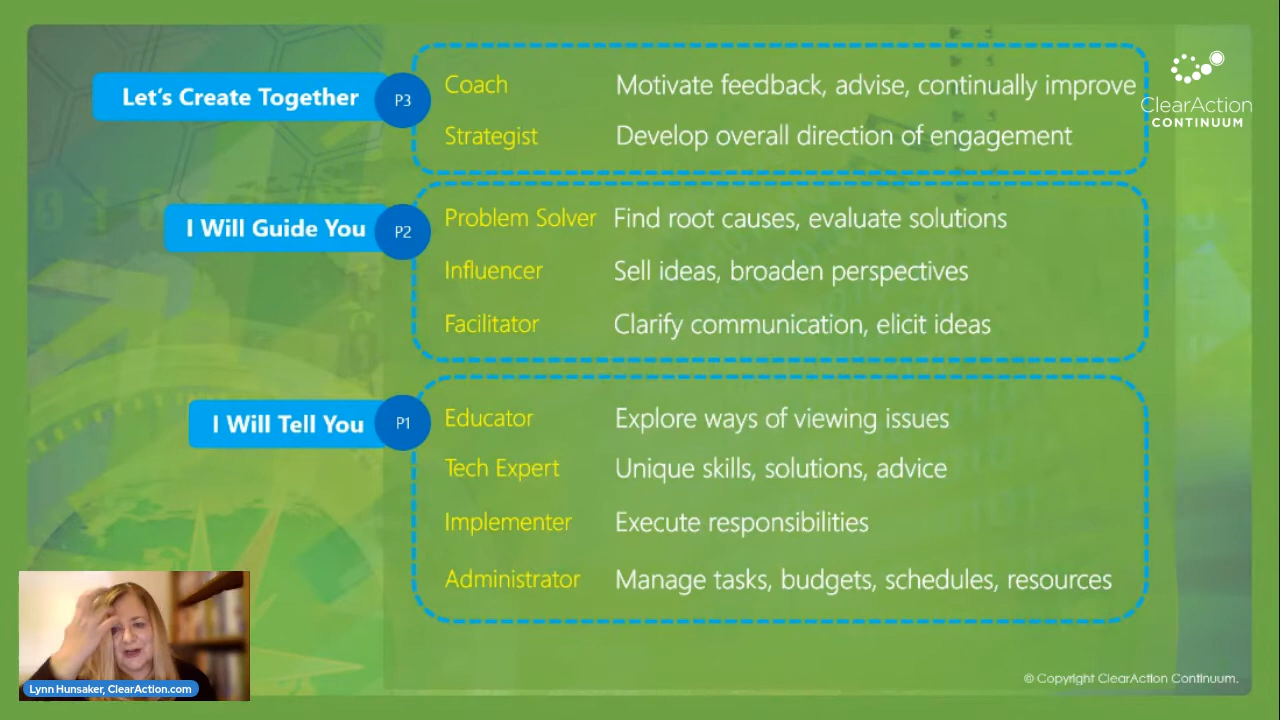 Let's Create Together
P3
Coach Motivate feedback, advise, continually improve
Strategist Develop overall direction of engagement
ClearAction
CONTINUUM
I Will Guide You
P2
Problem Solver Find root causes, evaluate solutions
Influencer Sell ideas, broaden perspectives
Facilitator Clarify communication, elicit ideas
I Will Tell You
P1
Educator Explore ways of viewing issues
Tech Expert Unique skills, solutions, advice
Implementer Execute responsibilities
Administrator Manage tasks, budgets, schedules, resources
Lynn Hunsaker, ClearAction.com
© Copyright ClearAction Continuum.